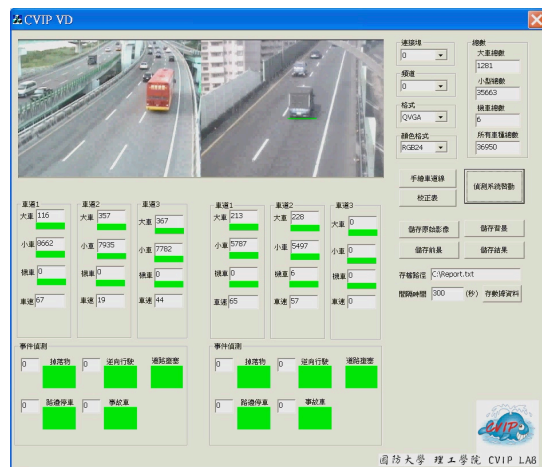 CVIP VD
連接埠
0
頻道
0
格式
QVGA
顏色格式
RGB24
總數
大車總數
1281
小型總數
35663
機車總數
6
所有車種總數
36950
手繪車道線
校正表
偵測系統啓動
儲存原始影像
儲存背景
儲存前景
儲存結果
存檔路徑 C:\Report.txt
間隔時間 300 (秒) 存數據資料
車道1
大車 116
小車 8662
機車 0
車速 67
車道2
大車 357
小車 7935
機車 0
車速 19
車道3
大車 367
小車 7782
機車 0
車速 44
車道1
大車 213
小車 5787
機車 0
車速 65
車道2
大車 228
小車 5497
機車 6
車速 57
車道3
大車 0
小車 0
機車 0
車速 0
事件偵測
0 掉落物
0 逆向行駛
道路壅塞
0 路邊停車
0 事故車
事件偵測
0 掉落物
0 逆向行駛
道路壅塞
0 路邊停車
0 事故車
CVIP
國防大學 理工學院 CVIP LAB